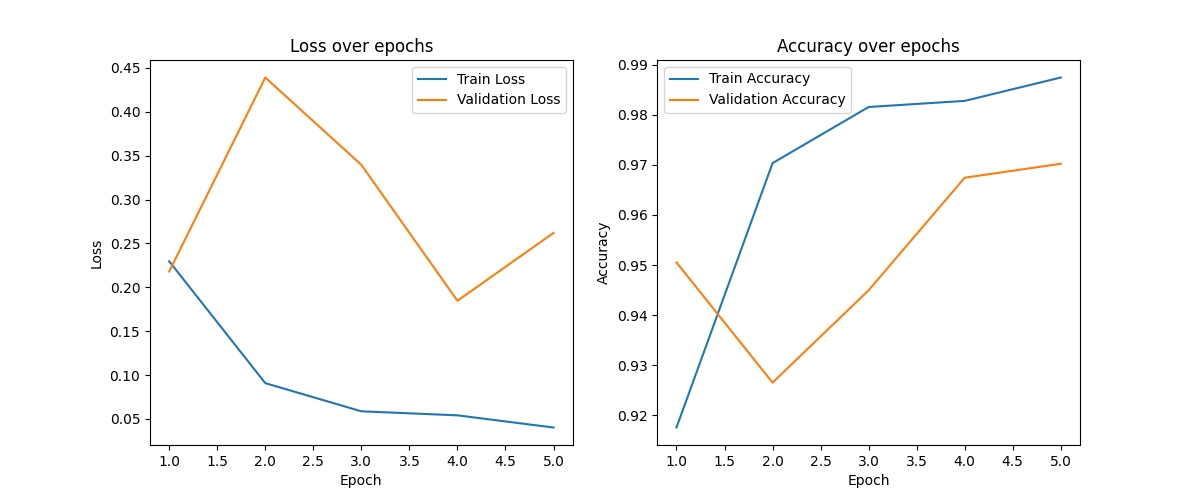 Loss over epochs
0.45
0.40
0.35
0.30
0.25
0.20
0.15
0.10
0.05
Loss
Train Loss
Validation Loss
1.0 1.5 2.0 2.5 3.0 3.5 4.0 4.5 5.0
Epoch
Accuracy over epochs
0.99
0.98
0.97
0.96
0.95
0.94
0.93
0.92
Accuracy
Train Accuracy
Validation Accuracy
1.0 1.5 2.0 2.5 3.0 3.5 4.0 4.5 5.0
Epoch